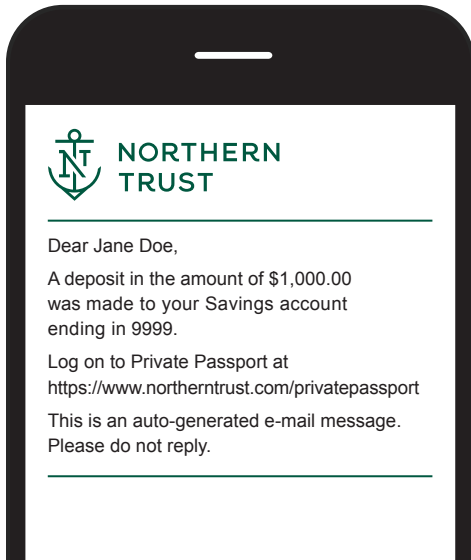 NT
NORTHERN
TRUST
Dear Jane Doe,
A deposit in the amount of $1,000.00
was made to your Savings account
ending in 9999.
Log on to Private Passport at
https://www.northerntrust.com/privatepassport
This is an auto-generated e-mail message.
Please do not reply.